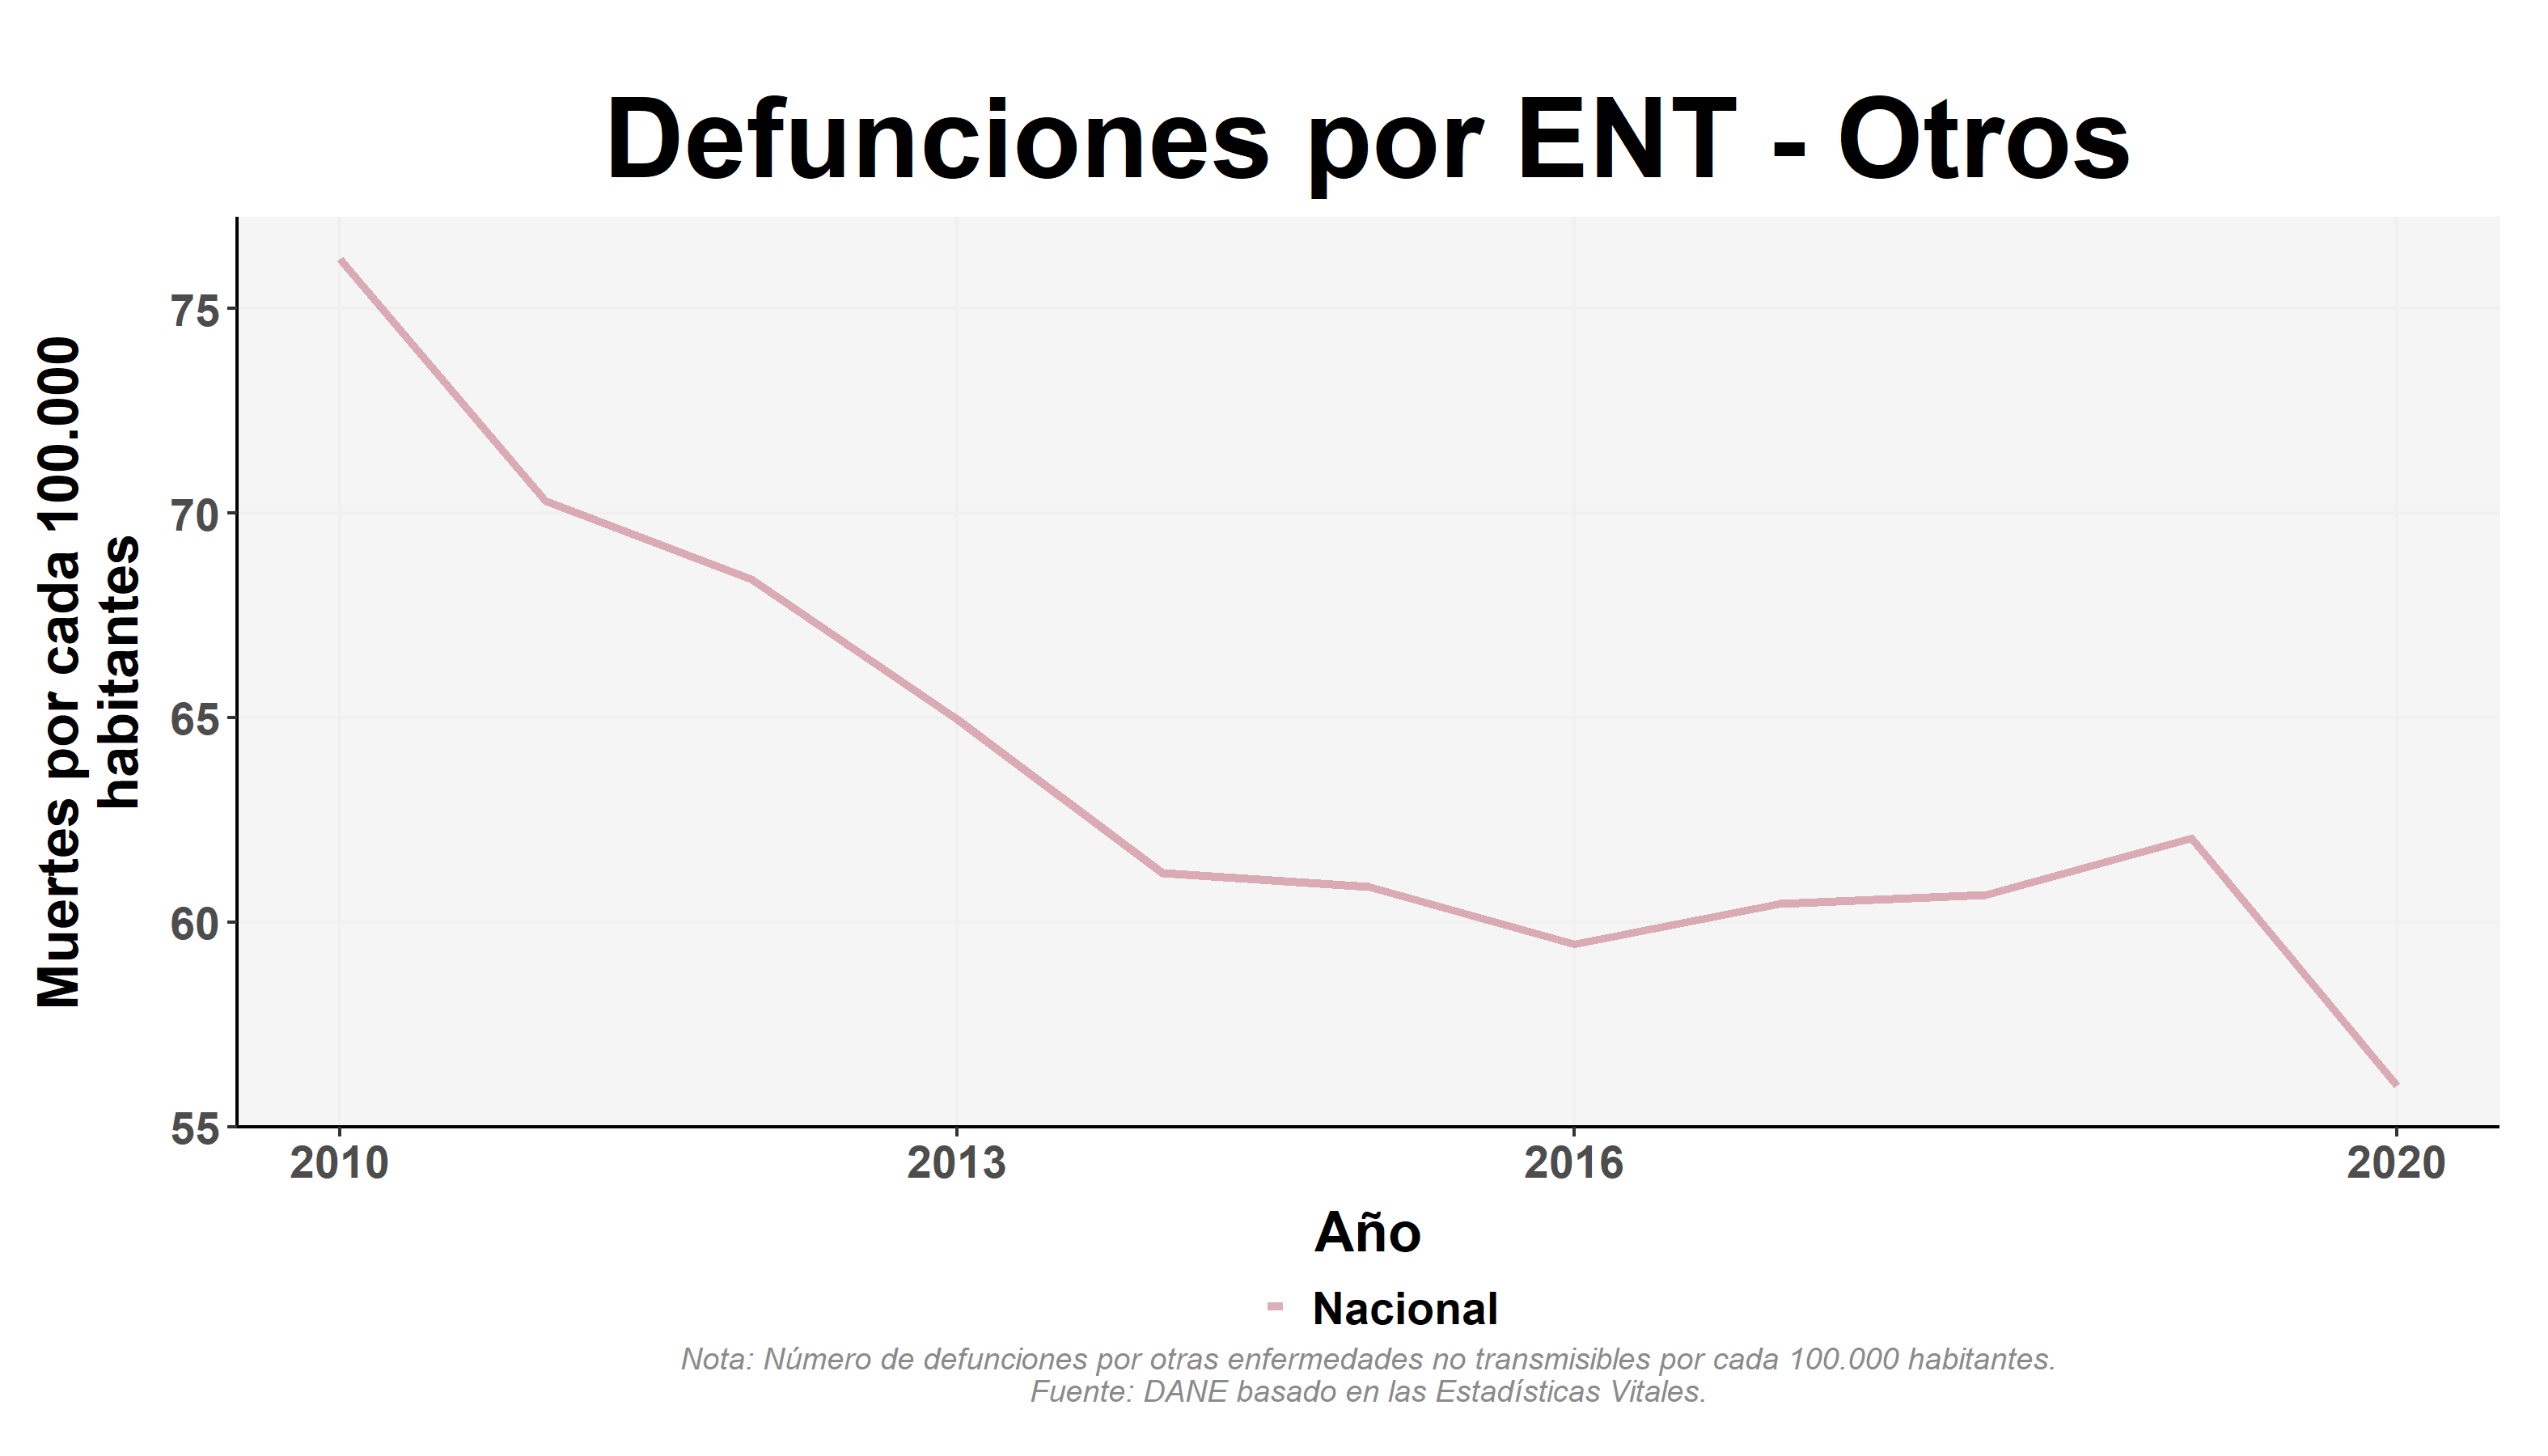 Defunciones por ENT - Otros
Muertes por cada 100.000
habitantes
75
70
65
60
55
2010
2013
2016
2020
Año
Nacional
Nota: Número de defunciones por otras enfermedades no transmisibles por cada 100.000 habitantes.
Fuente: DANE basado en las Estadísticas Vitales.